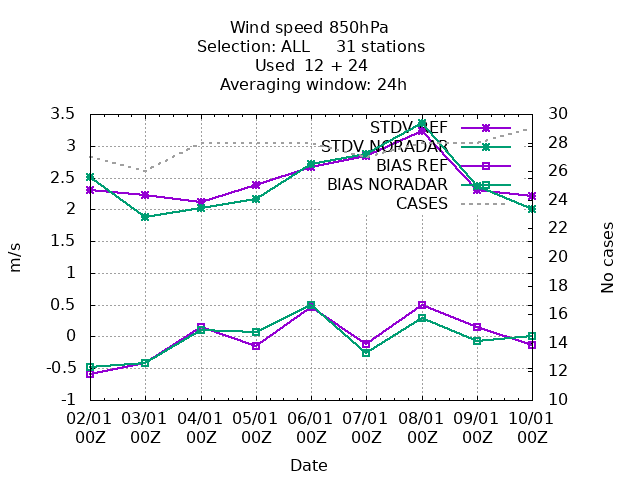 Wind speed 850hPa
Selection: ALL     31 stations
Used  12 + 24
Averaging window: 24h
3.5
3
2.5
2
1.5
1
0.5
0
-0.5
-1
30
28
26
24
22
20
18
16
14
12
10
STDV REF
STDV NORADAR
BIAS REF
BIAS NORADAR
CASES
m/s
No cases
02/01 03/01 04/01 05/01 06/01 07/01 08/01 09/01 10/01
00Z 00Z 00Z 00Z 00Z 00Z 00Z 00Z 00Z
Date